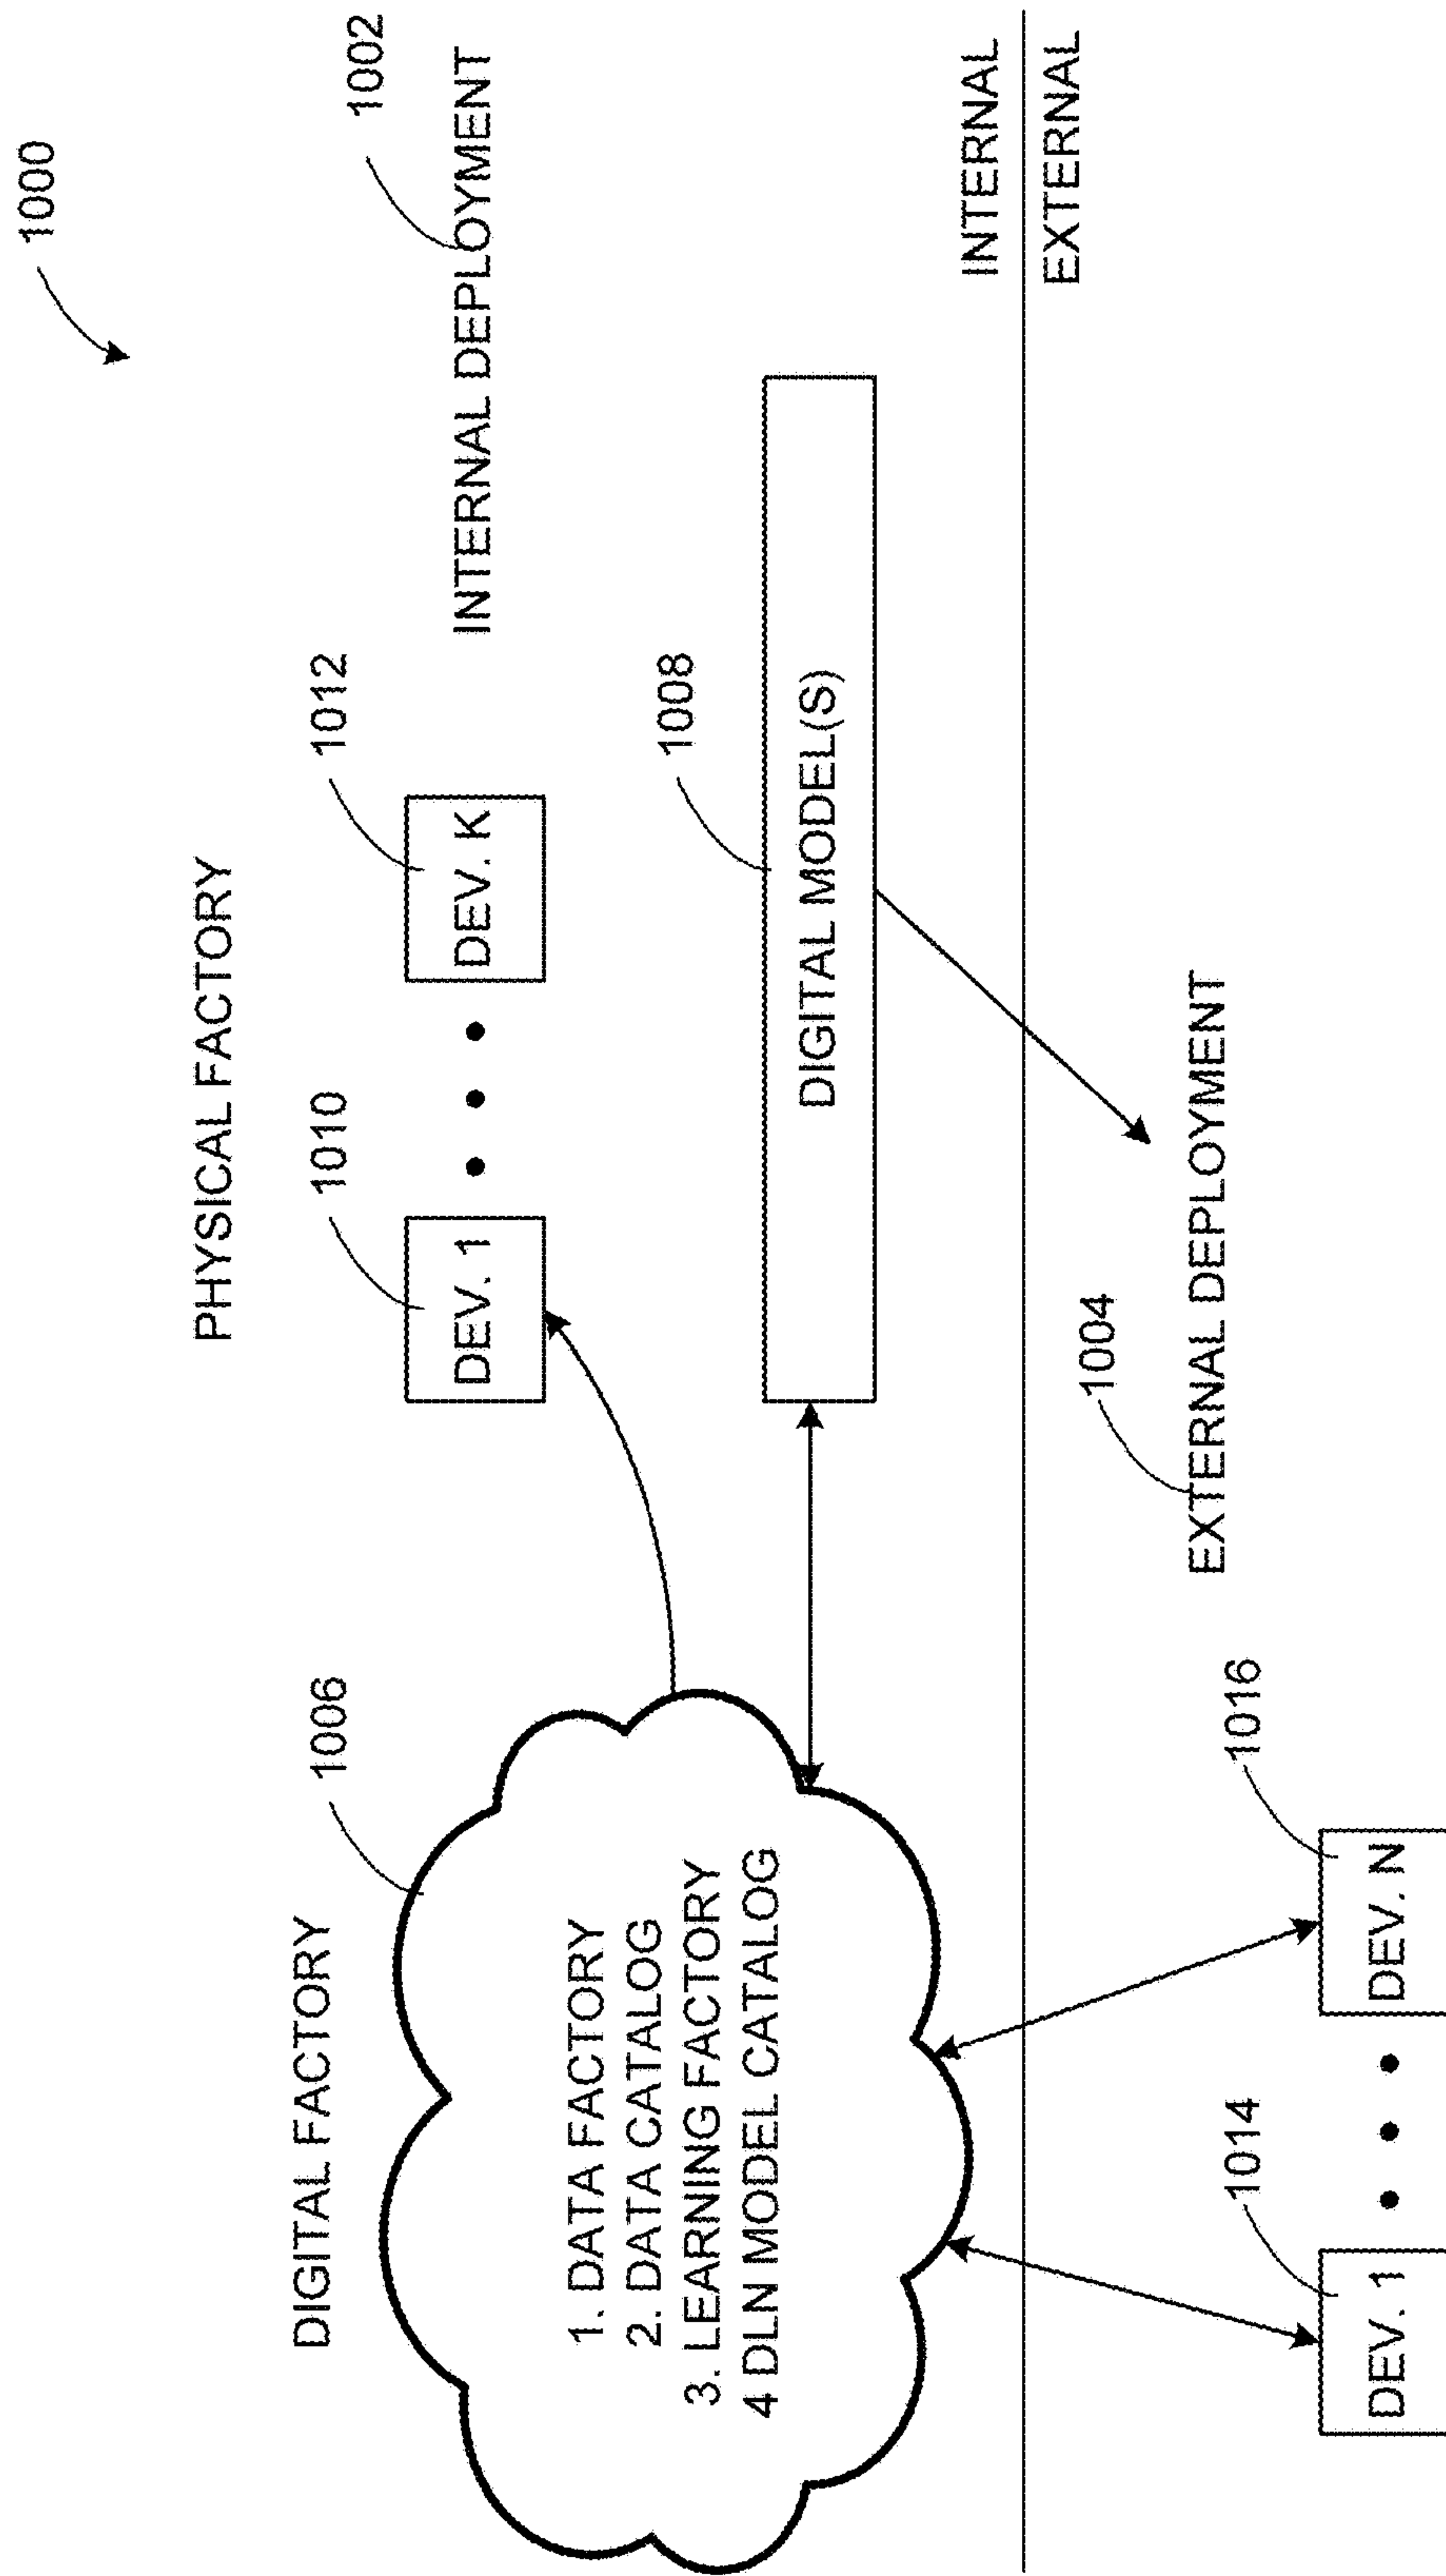 1000
PHYSICAL FACTORY
1002
DIGITAL FACTORY
1006
1010
1012
DEV. 1
DEV. K
INTERNAL DEPLOYMENT
1. DATA FACTORY
2. DATA CATALOG
3. LEARNING FACTORY
4 DLN MODEL CATALOG
1008
DIGITAL MODEL(S)
INTERNAL
EXTERNAL
1004
EXTERNAL DEPLOYMENT
1014
1016
DEV. 1
DEV. N